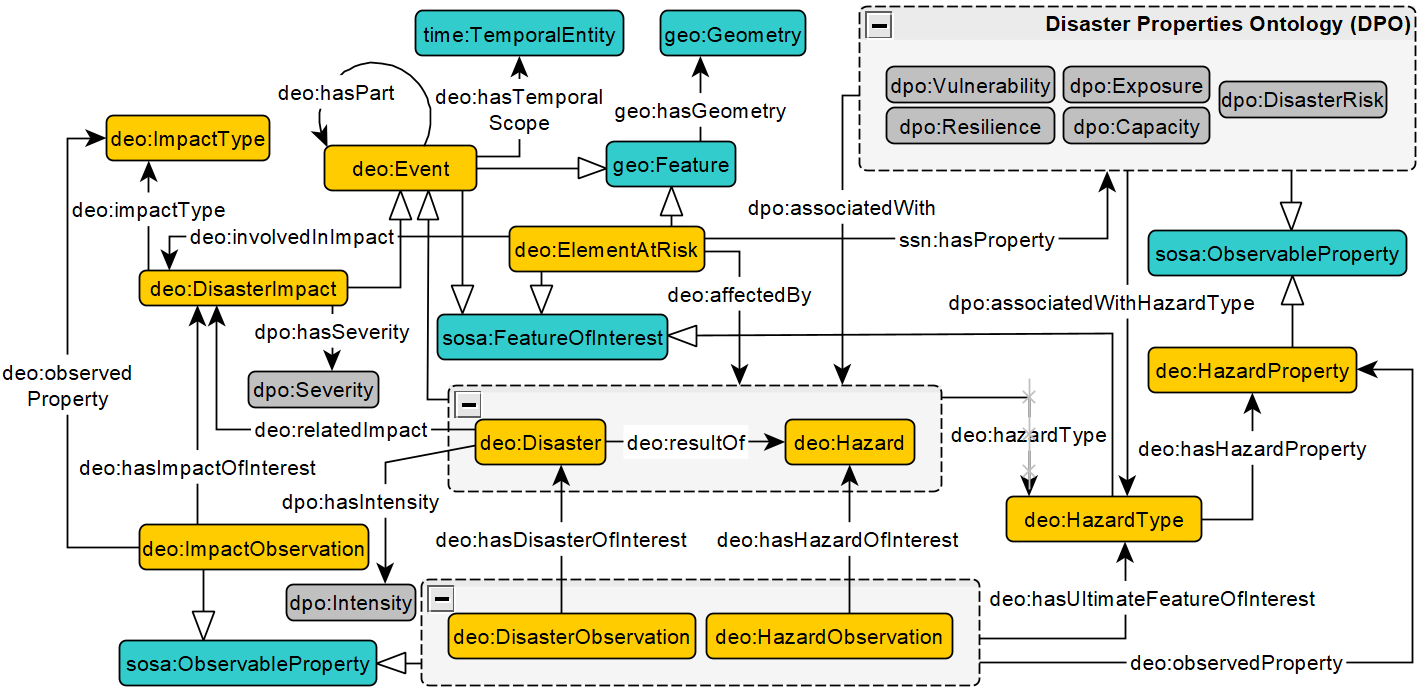 time:TemporalEntity
geo:Geometry
Disaster Properties Ontology (DPO)
dpo:Vulnerability
dpo:Exposure
dpo:DisasterRisk
dpo:Resilience
dpo:Capacity
deo:hasPart
deo:hasTemporal
Scope
geo:hasGeometry
deo:ImpactType
deo:Event
geo:Feature
deo:impactType
dpo:associatedWith
deo:involvedInImpact
deo:ElementAtRisk
ssn:hasProperty
sosa:ObservableProperty
deo:DisasterImpact
deo:affectedBy
dpo:associatedWithHazardType
dpo:hasSeverity
sosa:FeatureOfInterest
deo:observed
Property
dpo:Severity
deo:HazardProperty
deo:relatedImpact
deo:Disaster
deo:resultOf
deo:Hazard
deo:hazardType
deo:hasHazardProperty
deo:hasImpactOfInterest
dpo:hasIntensity
deo:HazardType
deo:ImpactObservation
deo:hasDisasterOfInterest
deo:hasHazardOfInterest
dpo:Intensity
deo:hasUltimateFeatureOfInterest
deo:DisasterObservation
deo:HazardObservation
sosa:ObservableProperty
deo:observedProperty